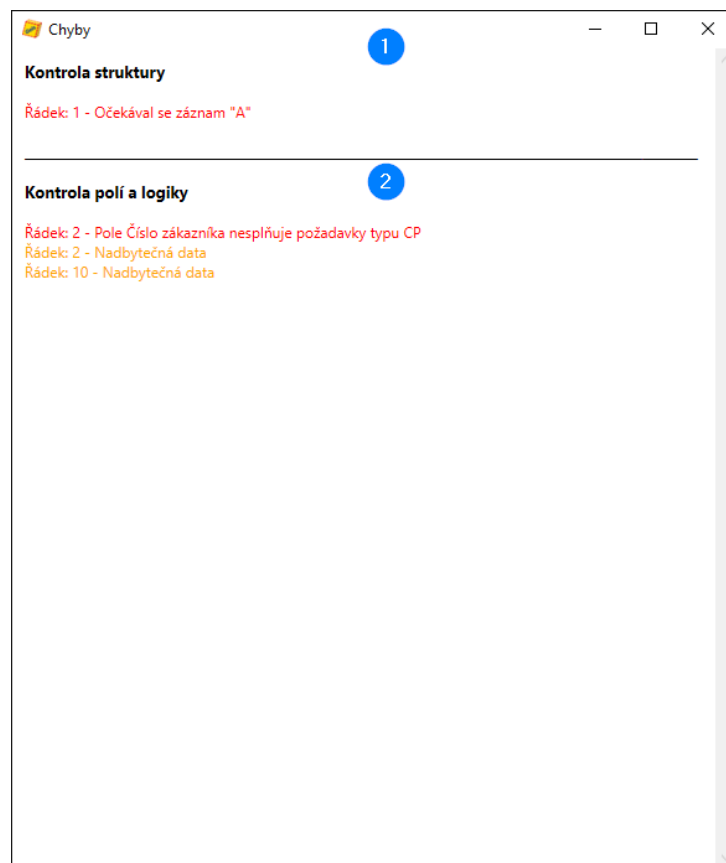 Chyby
1
Kontrola struktury
Řádek: 1 - Očekával se záznam "A"
2
Kontrola polí a logiky
Řádek: 2 - Pole Číslo zákazníka nesplňuje požadavky typu CP
Řádek: 2 - Nadbytečná data
Řádek: 10 - Nadbytečná data